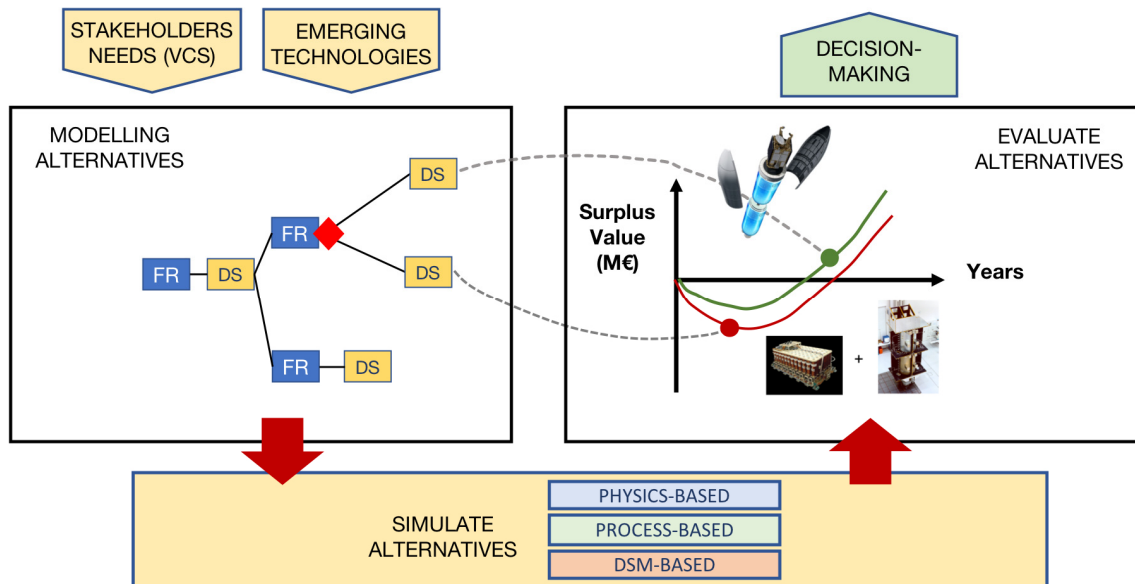 STAKEHOLDERS
NEEDS (VCS)
EMERGING
TECHNOLOGIES
DECISION-
MAKING
MODELLING
ALTERNATIVES
EVALUATE
ALTERNATIVES
DS
FR
FR
DS
DS
FR
DS
Surplus
Value
(M€)
Years
+
SIMULATE
ALTERNATIVES
PHYSICS-BASED
PROCESS-BASED
DSM-BASED